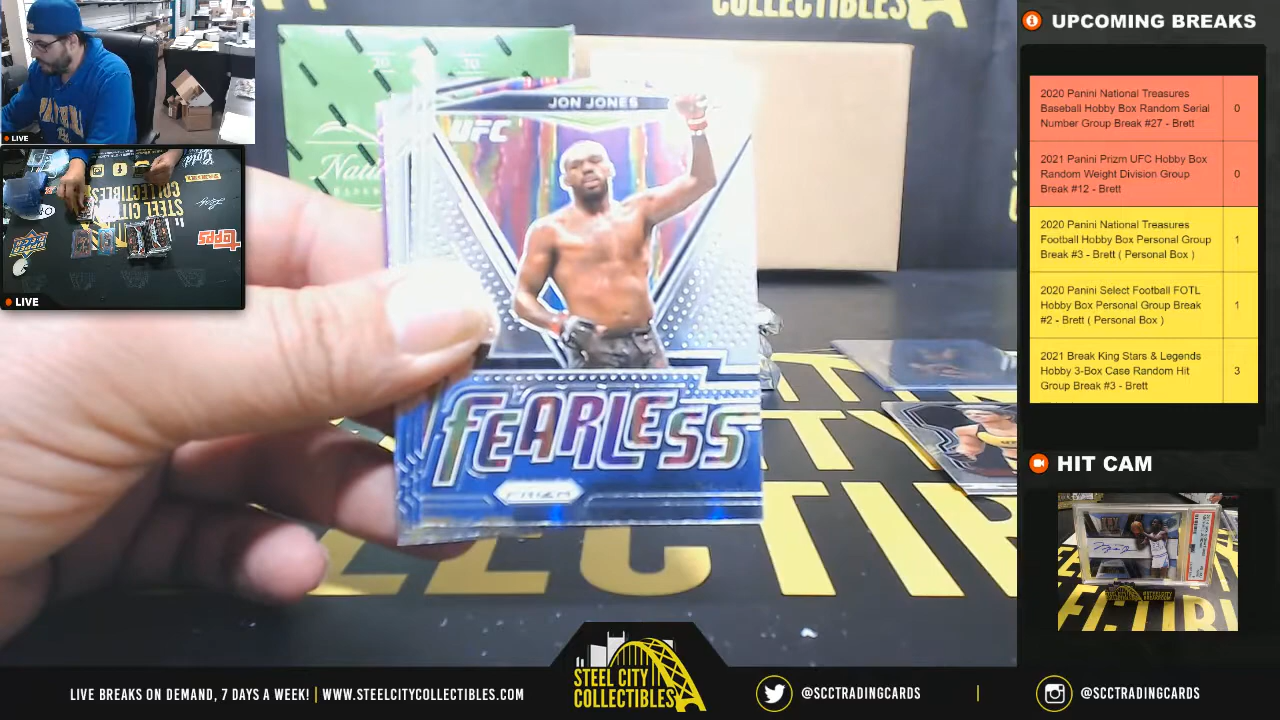 COLLECTIBLES
JON JONES
UFC
FEARLESS
PRIZM
LIVE
LIVE
STEEL CITY
topps
UPCOMING BREAKS
2020 Panini National Treasures
Baseball Hobby Box Random Serial
Number Group Break #27 - Brett
0
2021 Panini Prizm UFC Hobby Box
Random Weight Division Group
Break #12 - Brett
0
2020 Panini National Treasures
Football Hobby Box Personal Group
Break #3 - Brett ( Personal Box )
1
2020 Panini Select Football FOTL
Hobby Box Personal Group Break
#2 - Brett ( Personal Box )
1
2021 Break King Stars & Legends
Hobby 3-Box Case Random Hit
Group Break #3 - Brett
3
HIT CAM
LIVE BREAKS ON DEMAND, 7 DAYS A WEEK! | WWW.STEELCITYCOLLECTIBLES.COM
STEEL CITY
COLLECTIBLES
@SCCTRADINGCARDS
@SCCTRADINGCARDS